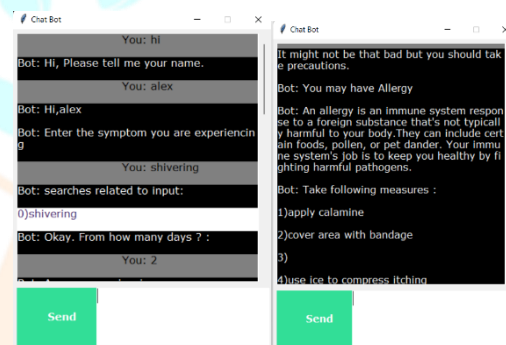 Chat Bot
You: hi
Bot: Hi, Please tell me your name.
You: alex
Bot: Hi,alex
Bot: Enter the symptom you are experiencin
g
You: shivering
Bot: searches related to input:
0)shivering
Bot: Okay. From how many days ? :
You: 2
Send
Chat Bot
It might not be that bad but you should tak
e precautions.
Bot: You may have Allergy
Bot: An allergy is an immune system respon
se to a foreign substance that's not typicall
y harmful to your body.They can include cert
ain foods, pollen, or pet dander. Your immu
ne system's job is to keep you healthy by fi
ghting harmful pathogens.
Bot: Take following measures :
1)apply calamine
2)cover area with bandage
3)
4)use ice to compress itching
Send